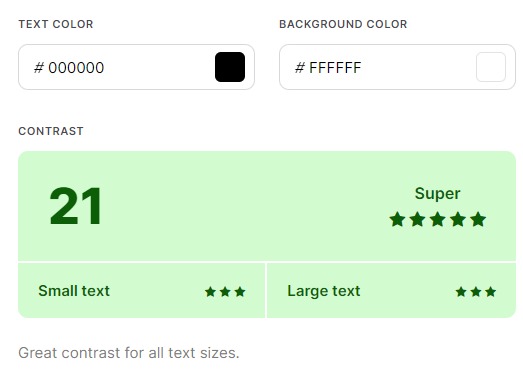 TEXT COLOR
BACKGROUND COLOR
# 000000
# FFFFFF
CONTRAST
21
Super
Small text
Large text
Great contrast for all text sizes.